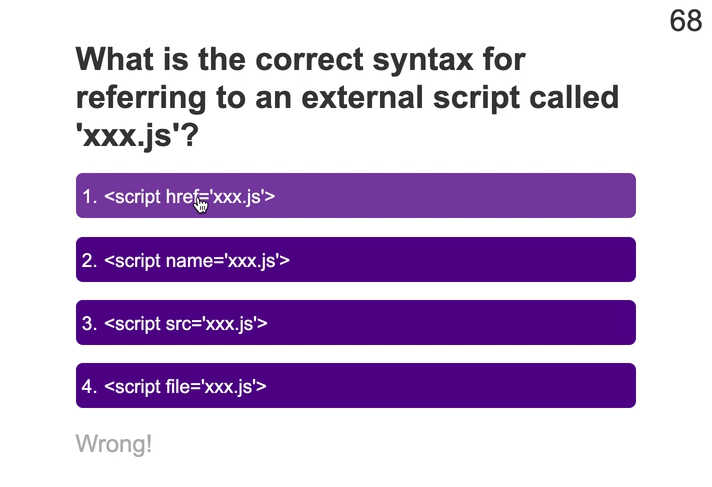 68
What is the correct syntax for
referring to an external script called
'xxx.js'?
1. <script href='xxx.js'>
2. <script name='xxx.js'>
3. <script src='xxx.js'>
4. <script file='xxx.js'>
Wrong!